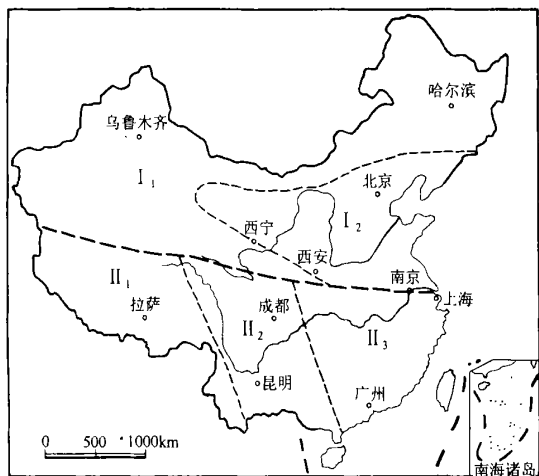 哈尔滨
乌鲁木齐
I₁
北京
I₂
西宁
西安
II₁
南京
上海
拉萨
成都
II₂
II₃
昆明
广州
0 500 1000km
南海诸岛